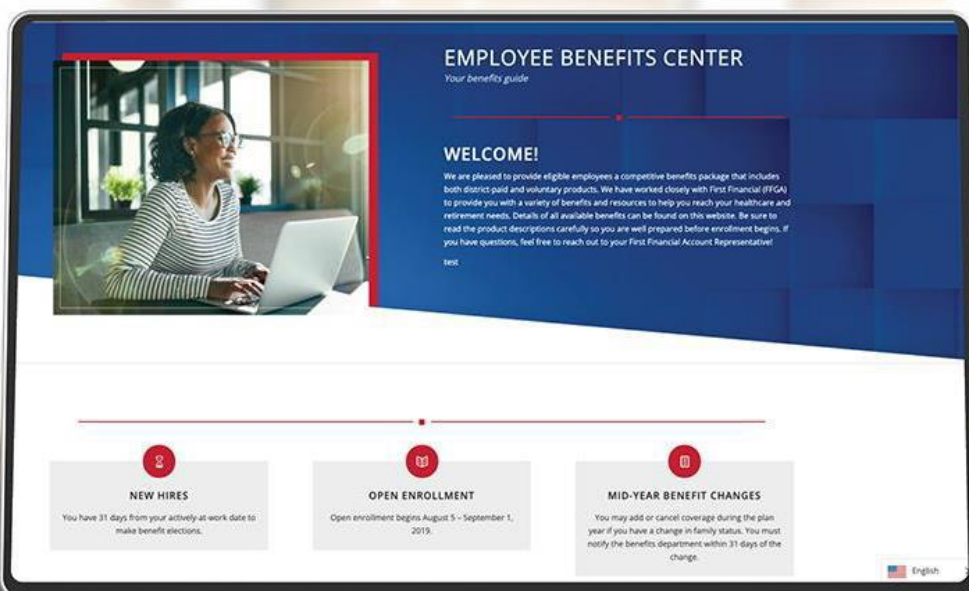 EMPLOYEE BENEFITS CENTER
Your benefits guide
WELCOME!
We are pleased to provide eligible employees a competitive benefits package that includes
both district-paid and voluntary products. We have worked closely with First Financial (FFGA)
to provide you with a variety of benefits and resources to help you reach your healthcare and
retirement needs. Details of all available benefits can be found on this website. Be sure to
read the product descriptions carefully so you are well prepared before enrollment begins. If
you have questions, feel free to reach out to your First Financial Account Representative!
test
NEW HIRES
You have 31 days from your actively-at-work date to
make benefit elections.
OPEN ENROLLMENT
Open enrollment begins August 5 – September 1,
2019.
MID-YEAR BENEFIT CHANGES
You may add or cancel coverage during the plan
year if you have a change in family status. You must
notify the benefits department within 31 days of the
change.
English